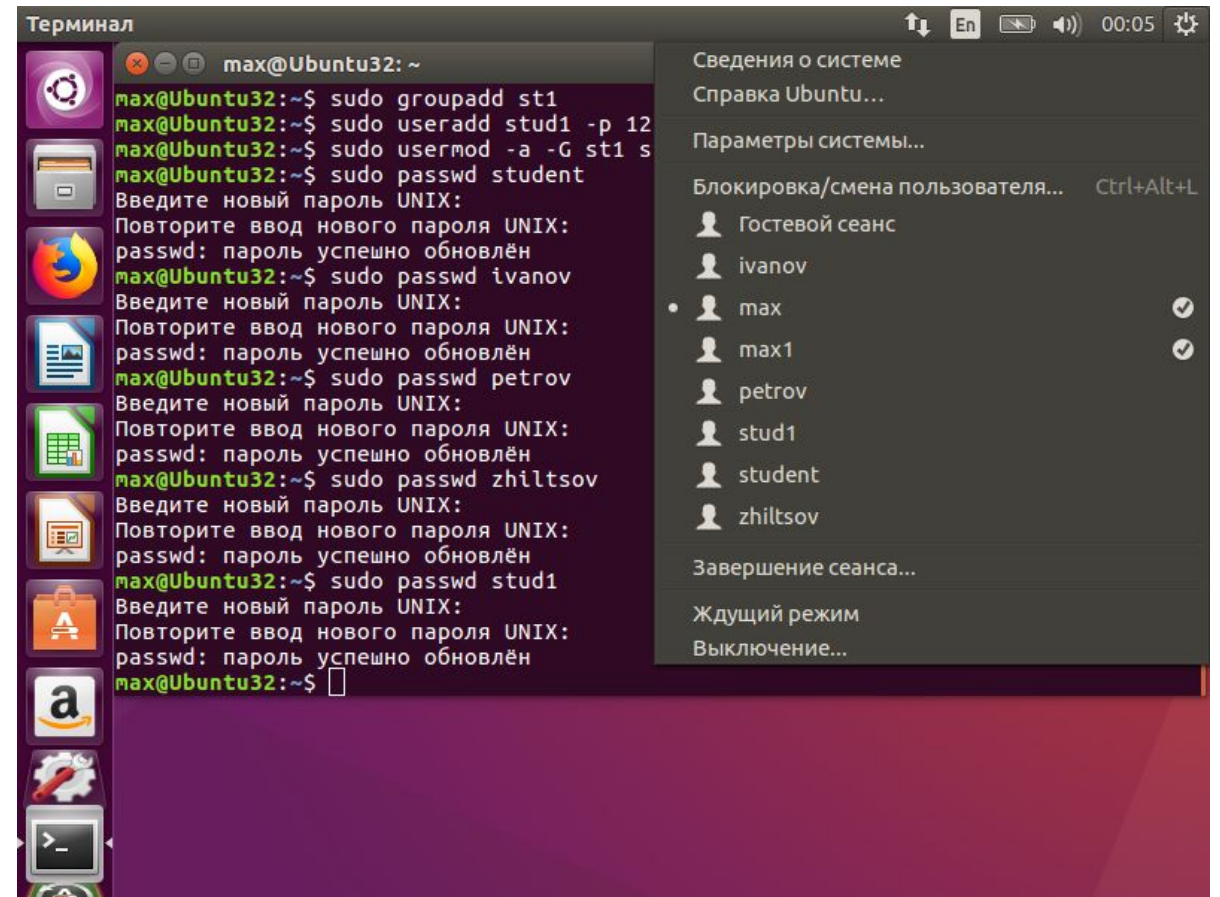 Терминал
En
00:05
max@Ubuntu32: ~
max@Ubuntu32:~$ sudo groupadd st1
max@Ubuntu32:~$ sudo useradd stud1 -p 12
max@Ubuntu32:~$ sudo usermod -a -G st1 s
max@Ubuntu32:~$ sudo passwd student
Введите новый пароль UNIX:
Повторите ввод нового пароля UNIX:
passwd: пароль успешно обновлён
max@Ubuntu32:~$ sudo passwd ivanov
Введите новый пароль UNIX:
Повторите ввод нового пароля UNIX:
passwd: пароль успешно обновлён
max@Ubuntu32:~$ sudo passwd petrov
Введите новый пароль UNIX:
Повторите ввод нового пароля UNIX:
passwd: пароль успешно обновлён
max@Ubuntu32:~$ sudo passwd zhiltsov
Введите новый пароль UNIX:
Повторите ввод нового пароля UNIX:
passwd: пароль успешно обновлён
max@Ubuntu32:~$ sudo passwd stud1
Введите новый пароль UNIX:
Повторите ввод нового пароля UNIX:
passwd: пароль успешно обновлён
max@Ubuntu32:~$
Сведения о системе
Справка Ubuntu…
Параметры системы...
Блокировка/смена пользователя... Ctrl+Alt+L
Гостевой сеанс
ivanov
max
max1
petrov
stud1
student
zhiltsov
Завершение сеанса...
Ждущий режим
Выключение...